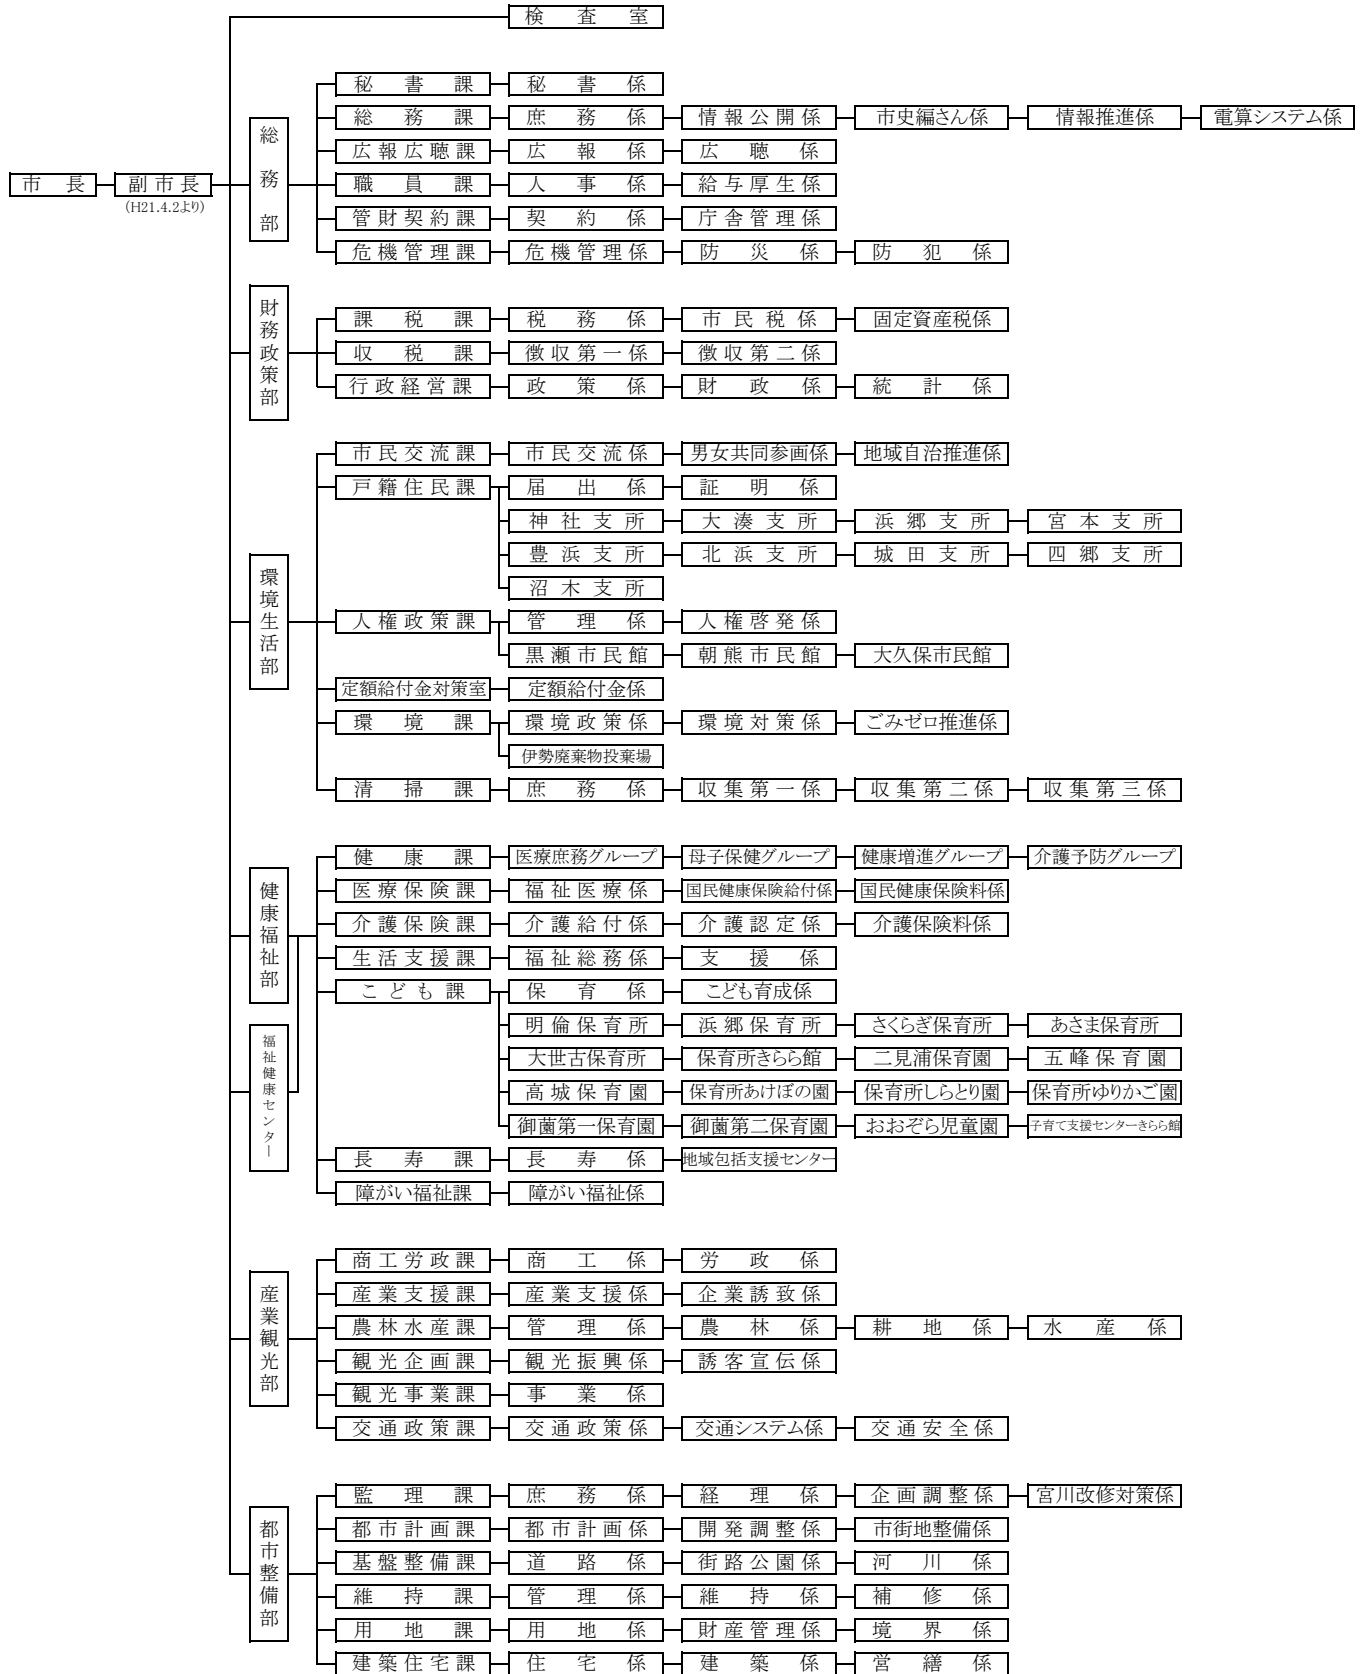 検査室
秘書課 秘書係
総務課 庶務係 情報公開係 市史編さん係 情報推進係 電算システム係
広報広聴課 広報係 広聴係
市長 副市長 総務部 職員課 人事係 給与厚生係
(H21.4.2より)
管財契約課 契約係 庁舎管理係
危機管理課 危機管理係 防災係 防犯係
財務政策部
課税課 税務係 市民税係 固定資産税係
収税課 徴収第一係 徴収第二係
行政経営課 政策係 財政係 統計係
環境生活部
市民交流課 市民交流係 男女共同参画係 地域自治推進係
戸籍住民課 届出係 証明係
神社支所 大湊支所 浜郷支所 宮本支所
豊浜支所 北浜支所 城田支所 四郷支所
沼木支所
人権政策課 管理係 人権啓発係
黒瀬市民館 朝熊市民館 大久保市民館
定額給付金対策室 定額給付金係
環境課 環境政策係 環境対策係 ごみゼロ推進係
伊勢廃棄物投棄場
清掃課 庶務係 収集第一係 収集第二係 収集第三係
健康福祉部
健康課 医療庶務グループ 母子保健グループ 健康増進グループ 介護予防グループ
医療保険課 福祉医療係 国民健康保険給付係 国民健康保険料係
介護保険課 介護給付係 介護認定係 介護保険料係
生活支援課 福祉総務係 支援係
こども課 保育係 こども育成係
福祉健康センター
明倫保育所 浜郷保育所 さくらぎ保育所 あさま保育所
大世古保育所 保育所きらら館 二見浦保育園 五峰保育園
高城保育園 保育所あけぼの園 保育所しらとり園 保育所ゆりかご園
御薗第一保育園 御薗第二保育園 おおぞら児童園 子育て支援センターきらら館
長寿課 長寿係 地域包括支援センター
障がい福祉課 障がい福祉係
産業観光部
商工労政課 商工係 労政係
産業支援課 産業支援係 企業誘致係
農林水産課 管理係 農林係 耕地係 水産係
観光企画課 観光振興係 誘客宣伝係
観光事業課 事業係
交通政策課 交通政策係 交通システム係 交通安全係
都市整備部
監理課 庶務係 経理係 企画調整係 宮川改修対策係
都市計画課 都市計画係 開発調整係 市街地整備係
基盤整備課 道路係 街路公園係 河川係
維持課 管理係 維持係 補修係
用地課 用地係 財産管理係 境界係
建築住宅課 住宅係 建築係 営繕係